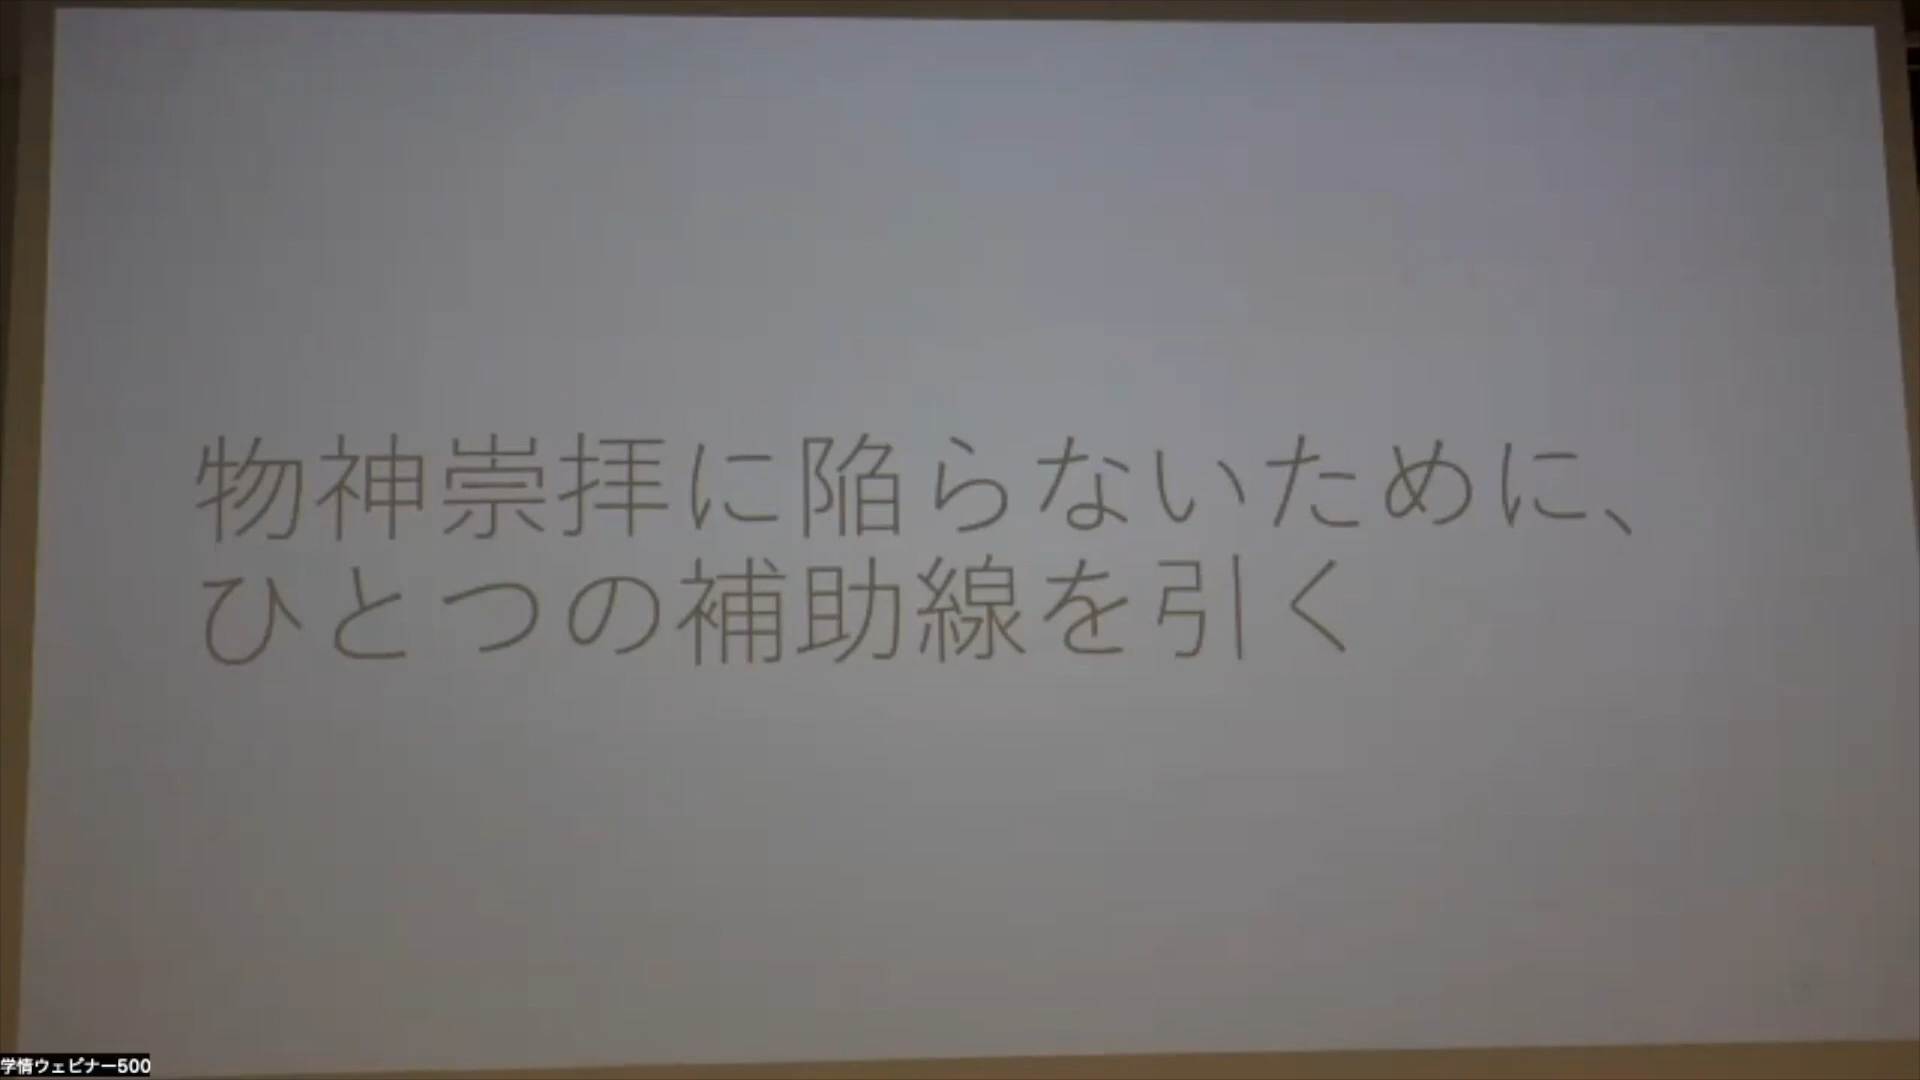 物神崇拝に陥らないために、
ひとつの補助線を引く
学情ウェビナー500